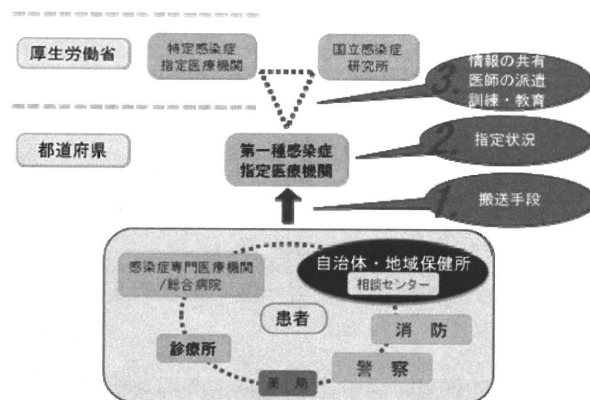 厚生労働省
特定感染症
指定医療機関
国立感染症
研究所
3.
情報の共有
医師の派遣
訓練・教育
都道府県
第一種感染症
指定医療機関
2.
指定状況
1.
搬送手段
感染症専門医療機関
/総合病院
自治体・地域保健所
相談センター
患者
消 防
診療所
警 察
薬 局